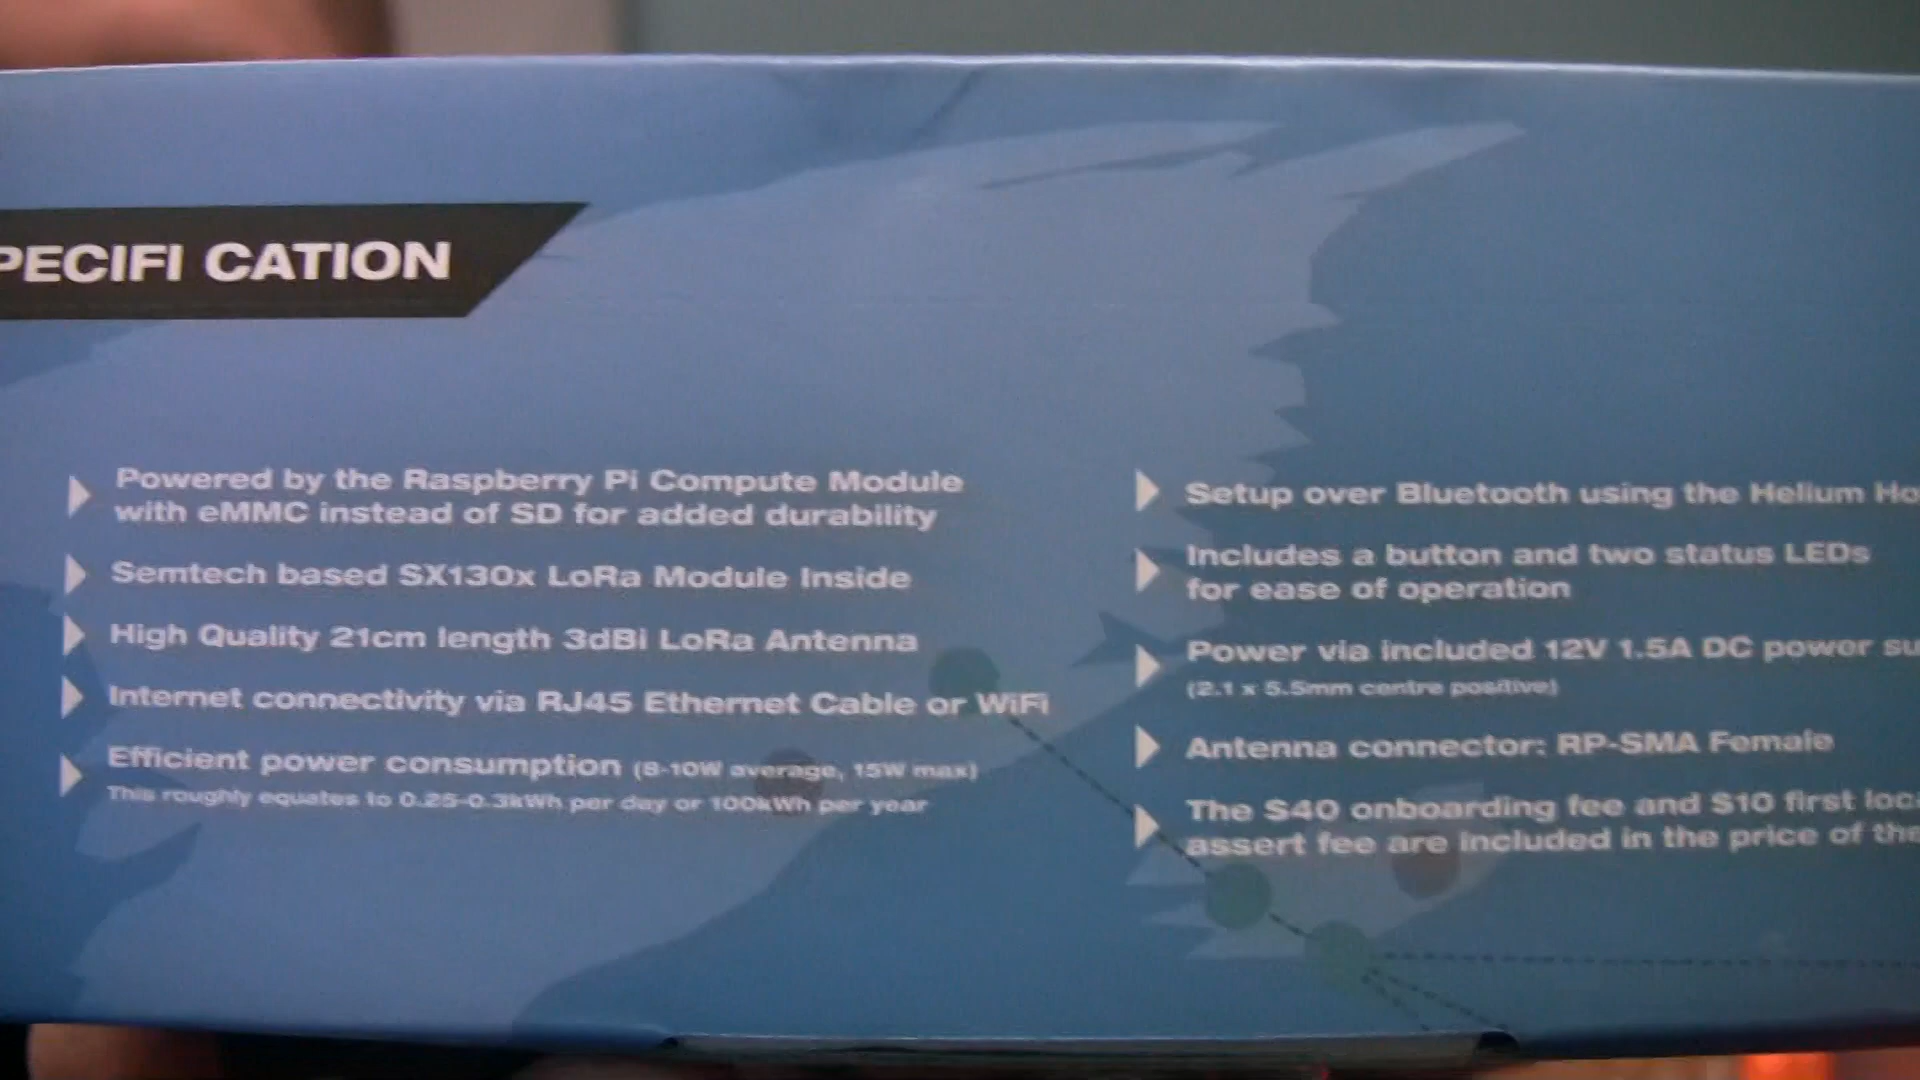 PECIFI CATION
Powered by the Raspberry Pi Compute Module
with eMMC instead of SD for added durability
Semtech based SX130x LoRa Module Inside
High Quality 21cm length 3dBi LoRa Antenna
Internet connectivity via RJ45 Ethernet Cable or WiFi
Efficient power consumption (8-10W average, 15W max)
This roughly equates to 0.25-0.3kWh per day or 100kWh per year
Setup over Bluetooth using the Helium Ho
Includes a button and two status LEDs
for ease of operation
Power via included 12V 1.5A DC power su
(2.1 x 5.5mm centre positive)
Antenna connector: RP-SMA Female
The $40 onboarding fee and $10 first loc
assert fee are included in the price of the